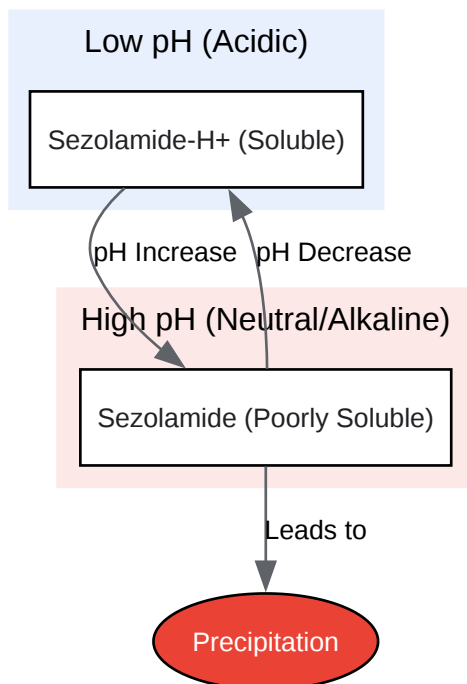 Low pH (Acidic)
Sezolamide-H+ (Soluble)
pH Increase
pH Decrease
High pH (Neutral/Alkaline)
Sezolamide (Poorly Soluble)
Leads to
Precipitation